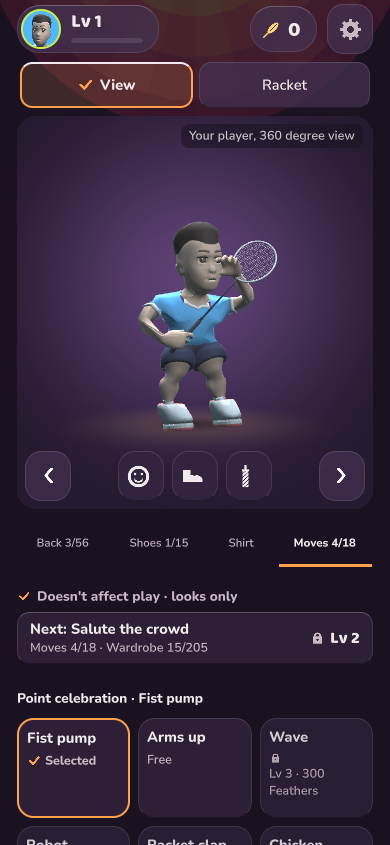 Lv 1
0
View
Racket
Your player, 360 degree view
Back 3/56
Shoes 1/15
Shirt
Moves 4/18
Doesn't affect play · looks only
Next: Salute the crowd
Moves 4/18 · Wardrobe 15/205
Lv 2
Point celebration · Fist pump
Fist pump
Selected
Arms up
Free
Wave
Lv 3 · 300
Feathers
Robot
Racket clap
Chicken